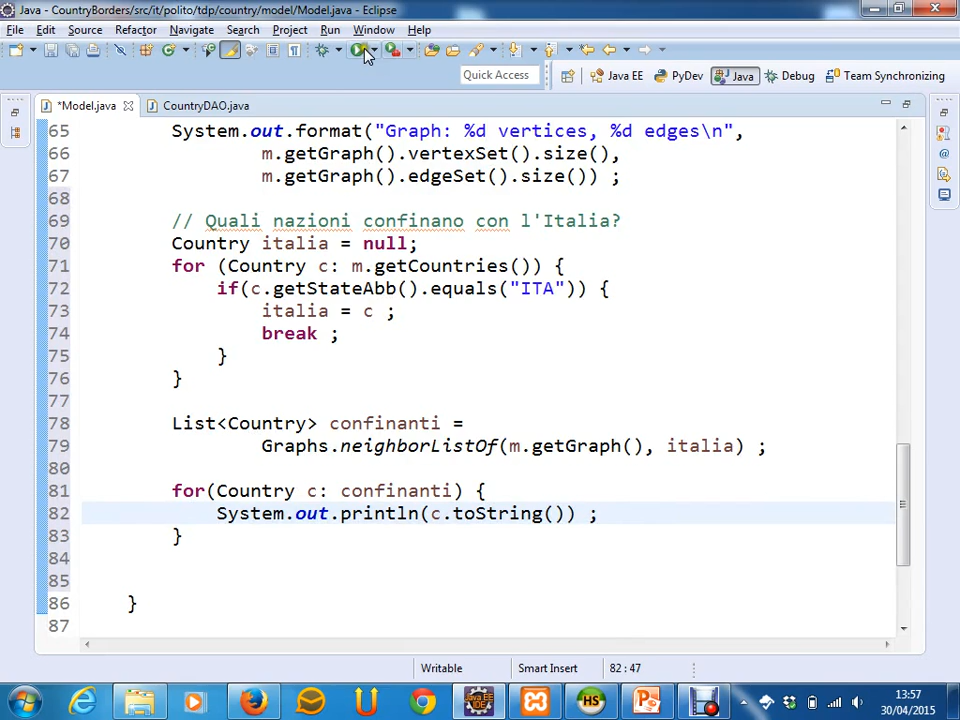 Java - CountryBorders/src/it/polito/tdp/country/model/Model.java - Eclipse
File Edit Source Refactor Navigate Search Project Run Window Help
Quick Access Java EE PyDev Java Debug Team Synchronizing
*Model.java CountryDAO.java
65 System.out.format("Graph: %d vertices, %d edges\n",
66 m.getGraph().vertexSet().size(),
67 m.getGraph().edgeSet().size()) ;
68
69 // Quali nazioni confinano con l'Italia?
70 Country italia = null;
71 for (Country c: m.getCountries()) {
72 if(c.getStateAbb().equals("ITA")) {
73 italia = c ;
74 break ;
75 }
76 }
77
78 List<Country> confinanti =
79 Graphs.neighborListOf(m.getGraph(), italia) ;
80
81 for(Country c: confinanti) {
82 System.out.println(c.toString()) ;
83 }
84
85
86 }
87
Writable Smart Insert 82 : 47
Java EE IDE HS
13:57
30/04/2015